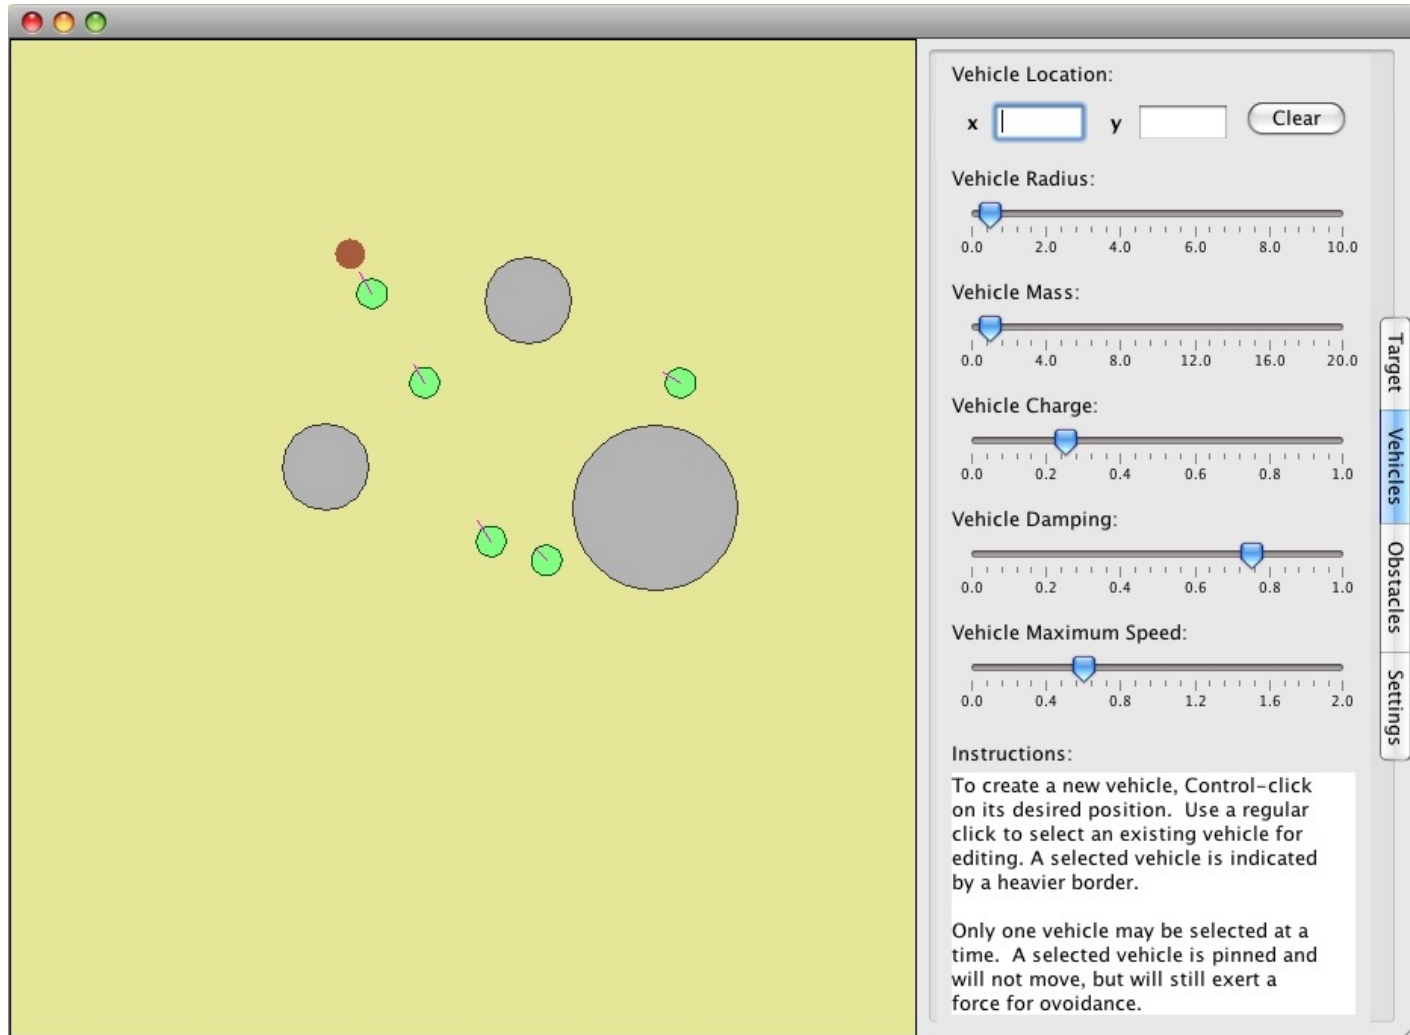 Vehicle Location:
x y Clear
Vehicle Radius:
0.0 2.0 4.0 6.0 8.0 10.0
Vehicle Mass:
0.0 4.0 8.0 12.0 16.0 20.0
Vehicle Charge:
0.0 0.2 0.4 0.6 0.8 1.0
Vehicle Damping:
0.0 0.2 0.4 0.6 0.8 1.0
Vehicle Maximum Speed:
0.0 0.4 0.8 1.2 1.6 2.0
Instructions:
To create a new vehicle, Control-click
on its desired position.  Use a regular
click to select an existing vehicle for
editing. A selected vehicle is indicated
by a heavier border.
Only one vehicle may be selected at a
time.  A selected vehicle is pinned and
will not move, but will still exert a
force for ovoidance.
Target
Vehicles
Obstacles
Settings